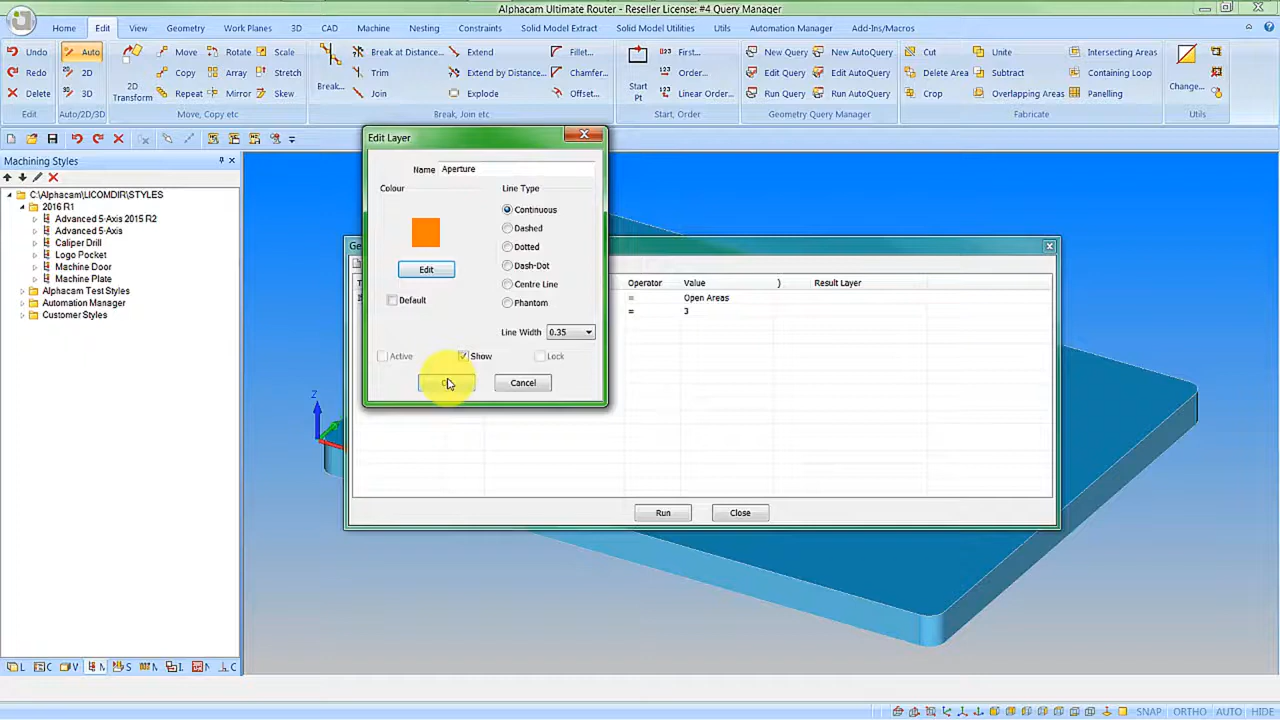 Alphacam Ultimate Router - Reseller License: #4 Query Manager
Home Edit View Geometry Work Planes CAD 3D Machine Nesting Constraints Solid Model Extract Solid Model Utilities Utils Automation Manager Add-Ins/Macros
Undo Auto Move Rotate Scale Break at Distance... Extend Fillet... First... New Query New AutoQuery Cut Unite Intersecting Areas
Redo 2D Copy Array Stretch Trim Extend by Distance... Chamfer... Order... Edit Query Edit AutoQuery Delete Area Subtract Containing Loop
Delete 3D 2D Transform Repeat Mirror Skew Break... Join Explode Offset... Start Pt Linear Order... Run Query Run AutoQuery Crop Overlapping Areas Panelling Change...
Edit Auto/2D/3D Move, Copy etc Break, Join etc Start, Order Geometry Query Manager Fabricate Utils
Machining Styles
C:\Alphacam\LICOMDIR\STYLES
2016 R1
Advanced 5-Axis 2015 R2
Advanced 5-Axis
Caliper Drill
Logo Pocket
Machine Door
Machine Plate
Alphacam Test Styles
Automation Manager
Customer Styles
Edit Layer
Name Aperture
Colour Line Type
Continuous
Dashed
Dotted
Edit Dash-Dot
Centre Line
Default Phantom
Line Width 0.35
Active Show Lock
Cancel
Operator Value ) Result Layer
= Open Areas
= 3
Run Close
Z
SNAP ORTHO AUTO HIDE